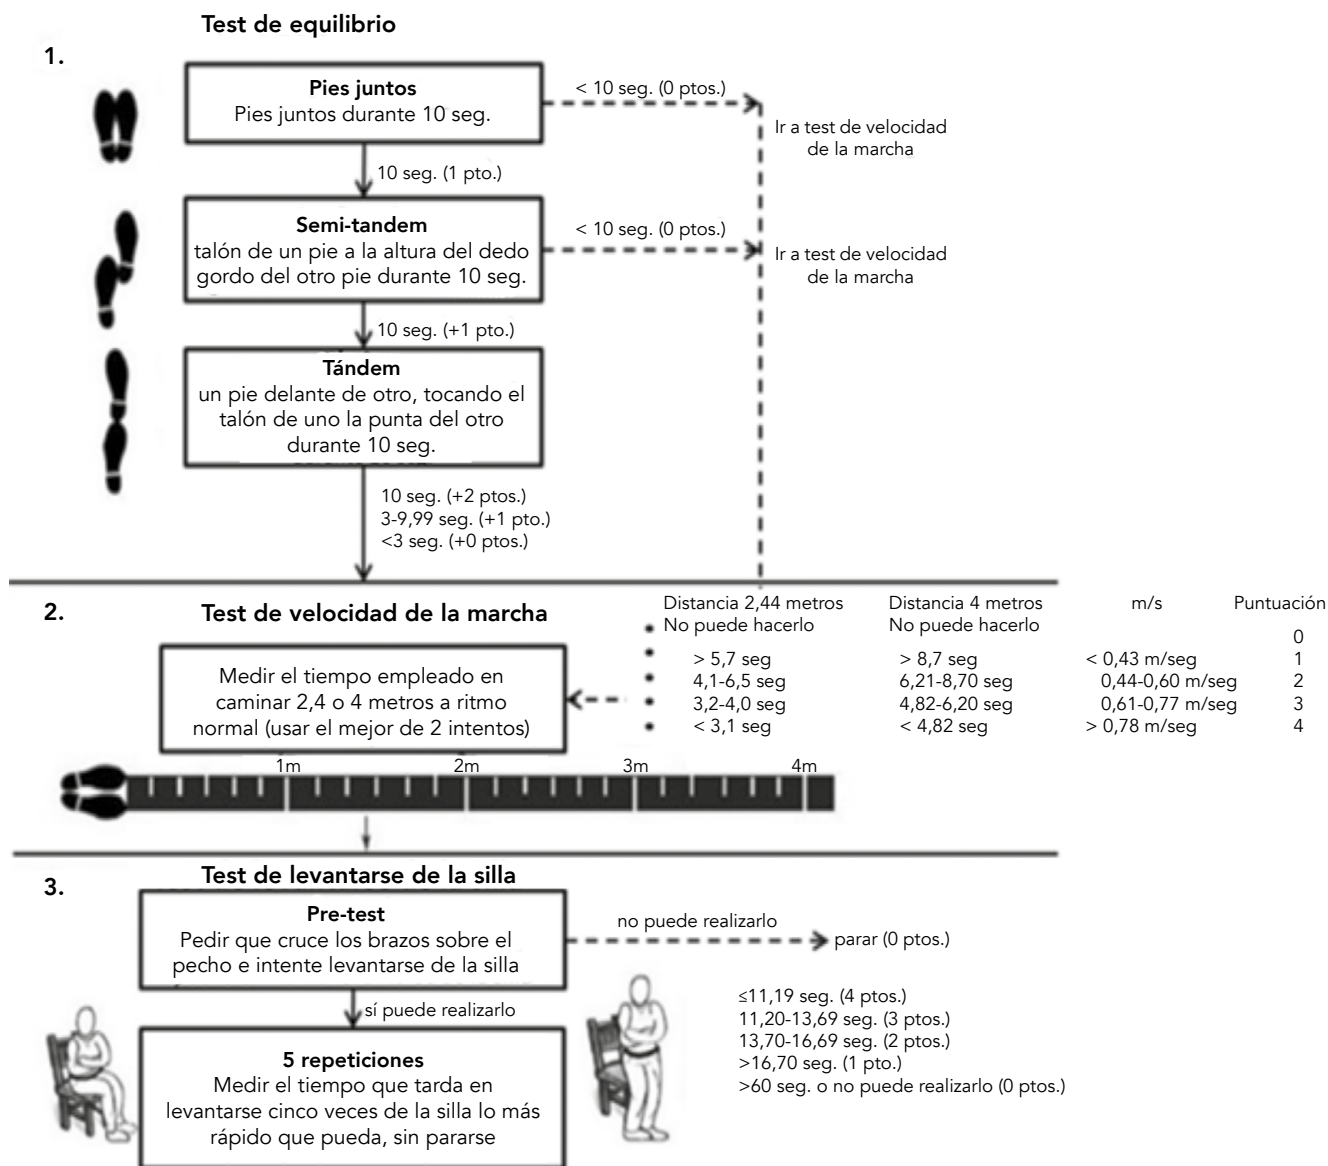 Test de equilibrio
1.
Pies juntos
Pies juntos durante 10 seg.
< 10 seg. (0 ptos.)
Ir a test de velocidad
de la marcha
10 seg. (1 pto.)
Semi-tandem
talón de un pie a la altura del dedo
gordo del otro pie durante 10 seg.
< 10 seg. (0 ptos.)
Ir a test de velocidad
de la marcha
10 seg. (+1 pto.)
Tándem
un pie delante de otro, tocando el
talón de uno la punta del otro
durante 10 seg.
10 seg. (+2 ptos.)
3-9,99 seg. (+1 pto.)
<3 seg. (+0 ptos.)
2.
Test de velocidad de la marcha
Medir el tiempo empleado en
caminar 2,4 o 4 metros a ritmo
normal (usar el mejor de 2 intentos)
Distancia 2,44 metros Distancia 4 metros m/s Puntuación
• No puede hacerlo No puede hacerlo 0
• > 5,7 seg > 8,7 seg < 0,43 m/seg 1
• 4,1-6,5 seg 6,21-8,70 seg 0,44-0,60 m/seg 2
• 3,2-4,0 seg 4,82-6,20 seg 0,61-0,77 m/seg 3
• < 3,1 seg < 4,82 seg > 0,78 m/seg 4
1m 2m 3m 4m
3.
Test de levantarse de la silla
Pre-test
Pedir que cruce los brazos sobre el
pecho e intente levantarse de la silla
no puede realizarlo
parar (0 ptos.)
sí puede realizarlo
5 repeticiones
Medir el tiempo que tarda en
levantarse cinco veces de la silla lo más
rápido que pueda, sin pararse
≤11,19 seg. (4 ptos.)
11,20-13,69 seg. (3 ptos.)
13,70-16,69 seg. (2 ptos.)
>16,70 seg. (1 pto.)
>60 seg. o no puede realizarlo (0 ptos.)